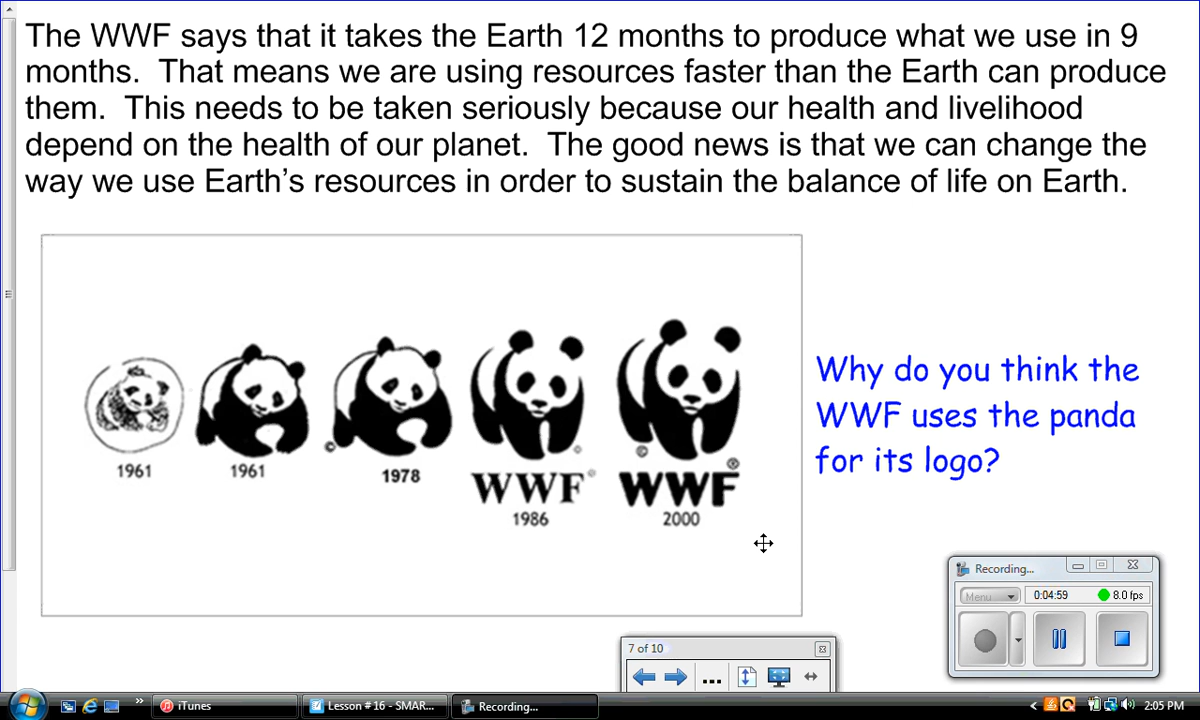 The WWF says that it takes the Earth 12 months to produce what we use in 9
months.  That means we are using resources faster than the Earth can produce
them.  This needs to be taken seriously because our health and livelihood
depend on the health of our planet.  The good news is that we can change the
way we use Earth’s resources in order to sustain the balance of life on Earth.
1961
1961
©
1978
©
WWF®
1986
©
®
WWF
2000
Why do you think the
WWF uses the panda
for its logo?
Recording...
Menu
0:04:59
8.0 fps
7 of 10
...
iTunes
Lesson # 16 - SMAR...
Recording...
2:05 PM